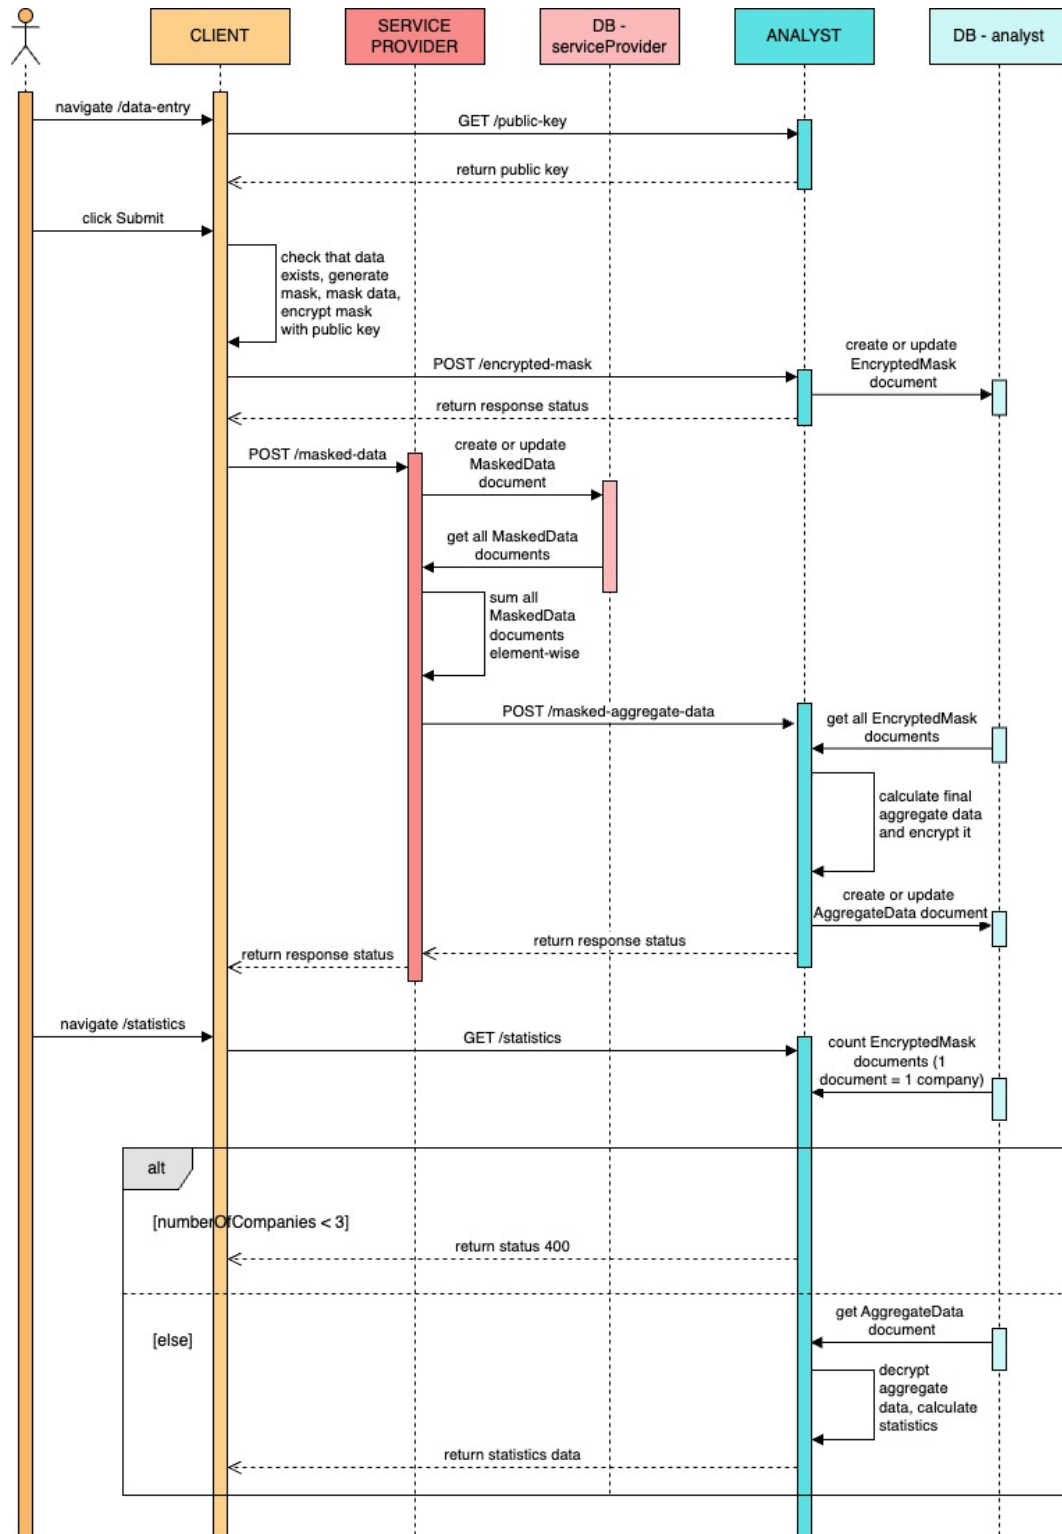 CLIENT
SERVICE
PROVIDER
DB -
serviceProvider
ANALYST
DB - analyst
navigate /data-entry
GET /public-key
return public key
click Submit
check that data
exists, generate
mask, mask data,
encrypt mask
with public key
POST /encrypted-mask
create or update
EncryptedMask
document
return response status
POST /masked-data
create or update
MaskedData
document
get all MaskedData
documents
sum all
MaskedData
documents
element-wise
POST /masked-aggregate-data
get all EncryptedMask
documents
calculate final
aggregate data
and encrypt it
create or update
AggregateData document
return response status
return response status
navigate /statistics
GET /statistics
count EncryptedMask
documents (1
document = 1 company)
alt
[numberOfCompanies < 3]
return status 400
[else]
get AggregateData
document
decrypt
aggregate
data, calculate
statistics
return statistics data